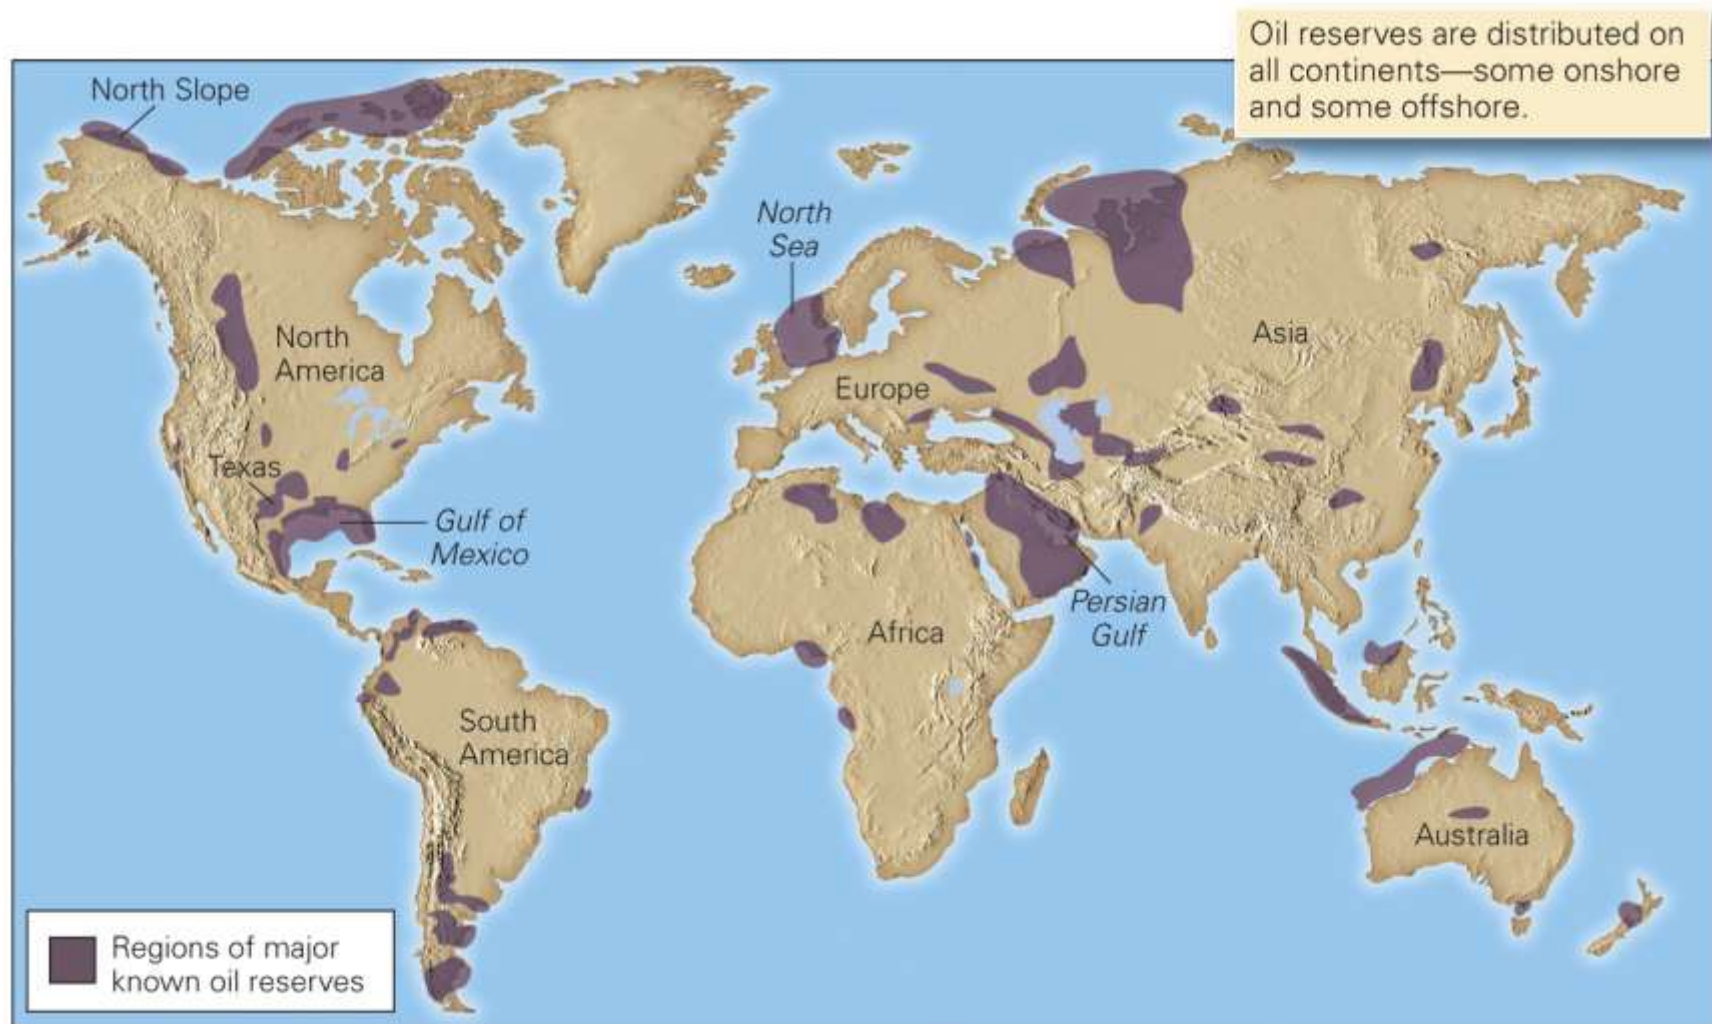 Oil reserves are distributed on
all continents—some onshore
and some offshore.
North Slope
North
Sea
North
America
Asia
Europe
Texas
Gulf of
Mexico
Persian
Gulf
Africa
South
America
Australia
Regions of major
known oil reserves